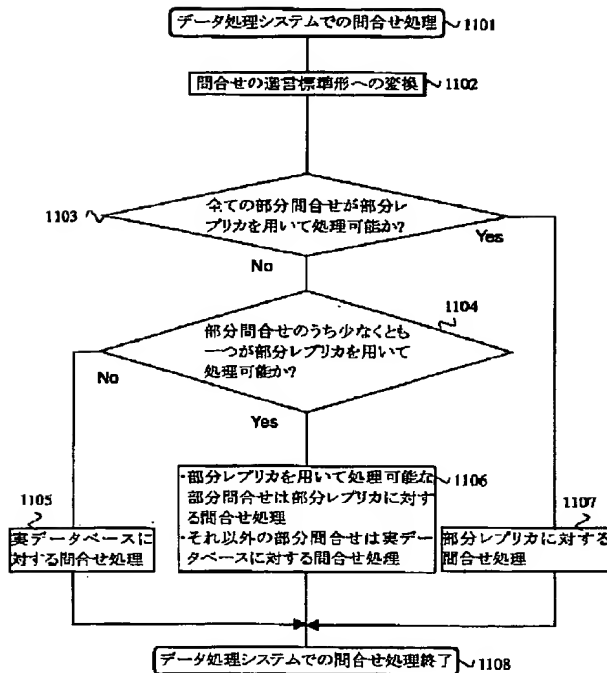 データ処理システムでの問合せ処理
1101
問合せの選言標準形への変換
1102
1103
全ての部分問合せが部分レ
プリカを用いて処理可能か?
Yes
No
1104
部分問合せのうち少なくとも
一つが部分レプリカを用いて
処理可能か?
No
Yes
1105
実データベースに
対する問合せ処理
1106
・部分レプリカを用いて処理可能な
部分問合せは部分レプリカに対す
る問合せ処理
・それ以外の部分問合せは実デー
タベースに対する問合せ処理
1107
部分レプリカに対する
問合せ処理
データ処理システムでの問合せ処理終了
1108